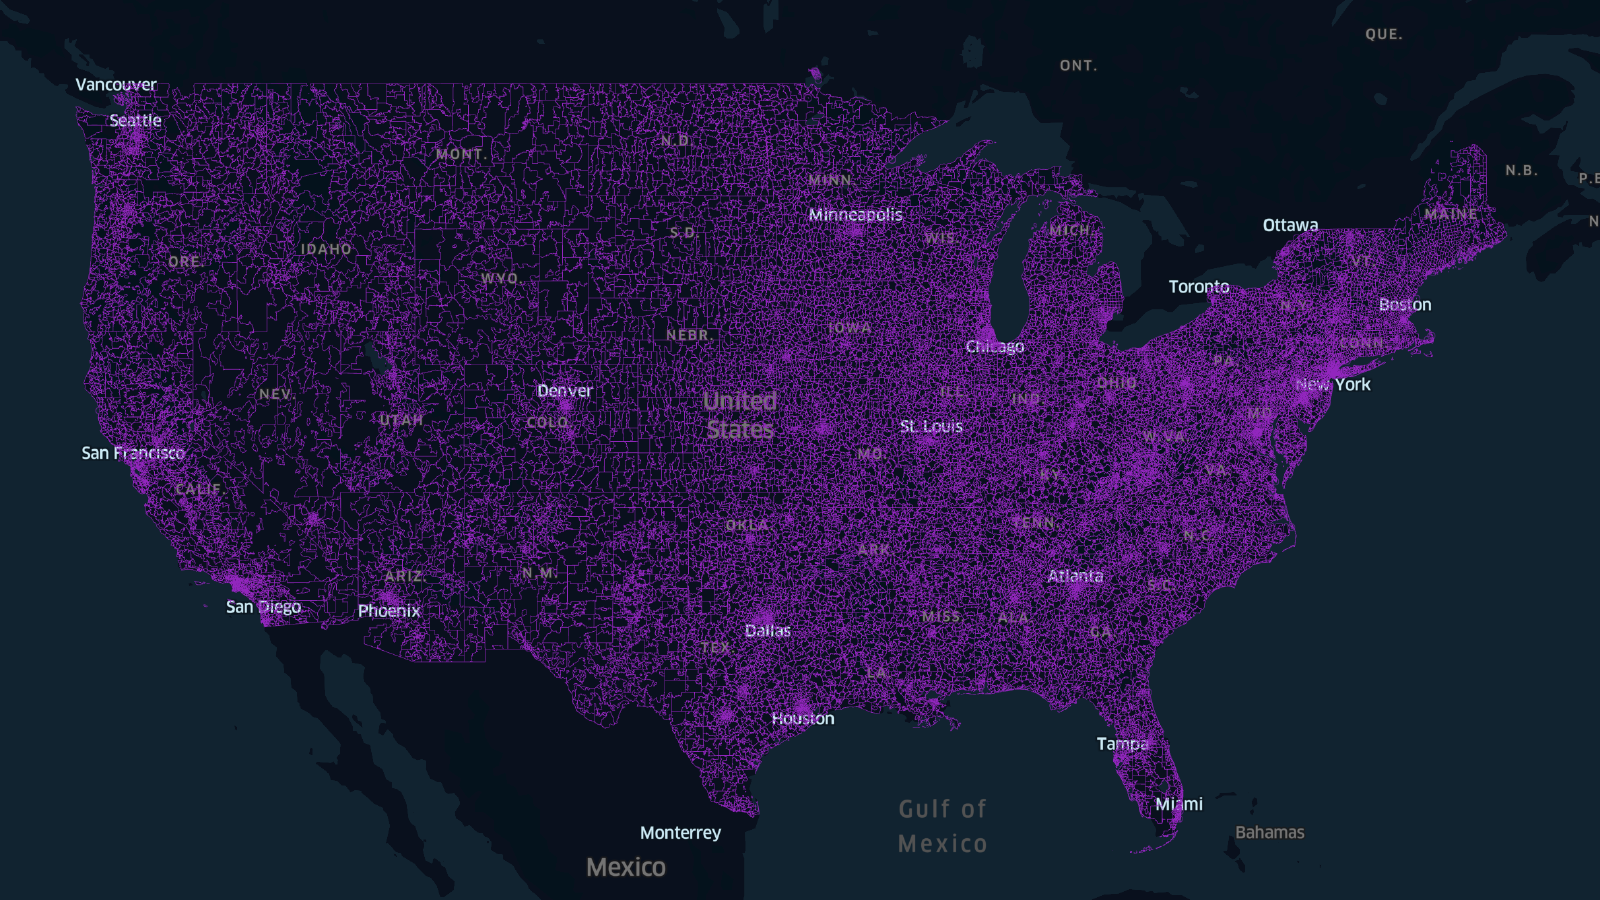 QUE.
ONT.
Vancouver
Seattle
N.D.
MONT.
N.B.
MINN.
P.E
Minneapolis
MAINE
N
Ottawa
S.D.
WIS.
MICH.
IDAHO
ORE.
VT.
WYO.
Toronto
N.Y.
Boston
IOWA
NEBR.
CONN.
Chicago
PA.
OHIO
New York
Denver
NEV.
ILL.
IND.
United
States
MD.
UTAH
COLO.
St. Louis
W.VA.
San Francisco
MO.
VA.
KY.
CALIF.
OKLA.
TENN.
N.C.
ARK.
N.M.
ARIZ.
Atlanta
S.C.
San Diego
Phoenix
MISS.
ALA.
Dallas
GA.
TEX.
LA.
Houston
Tampa
Miami
Gulf of
Mexico
Monterrey
Bahamas
Mexico